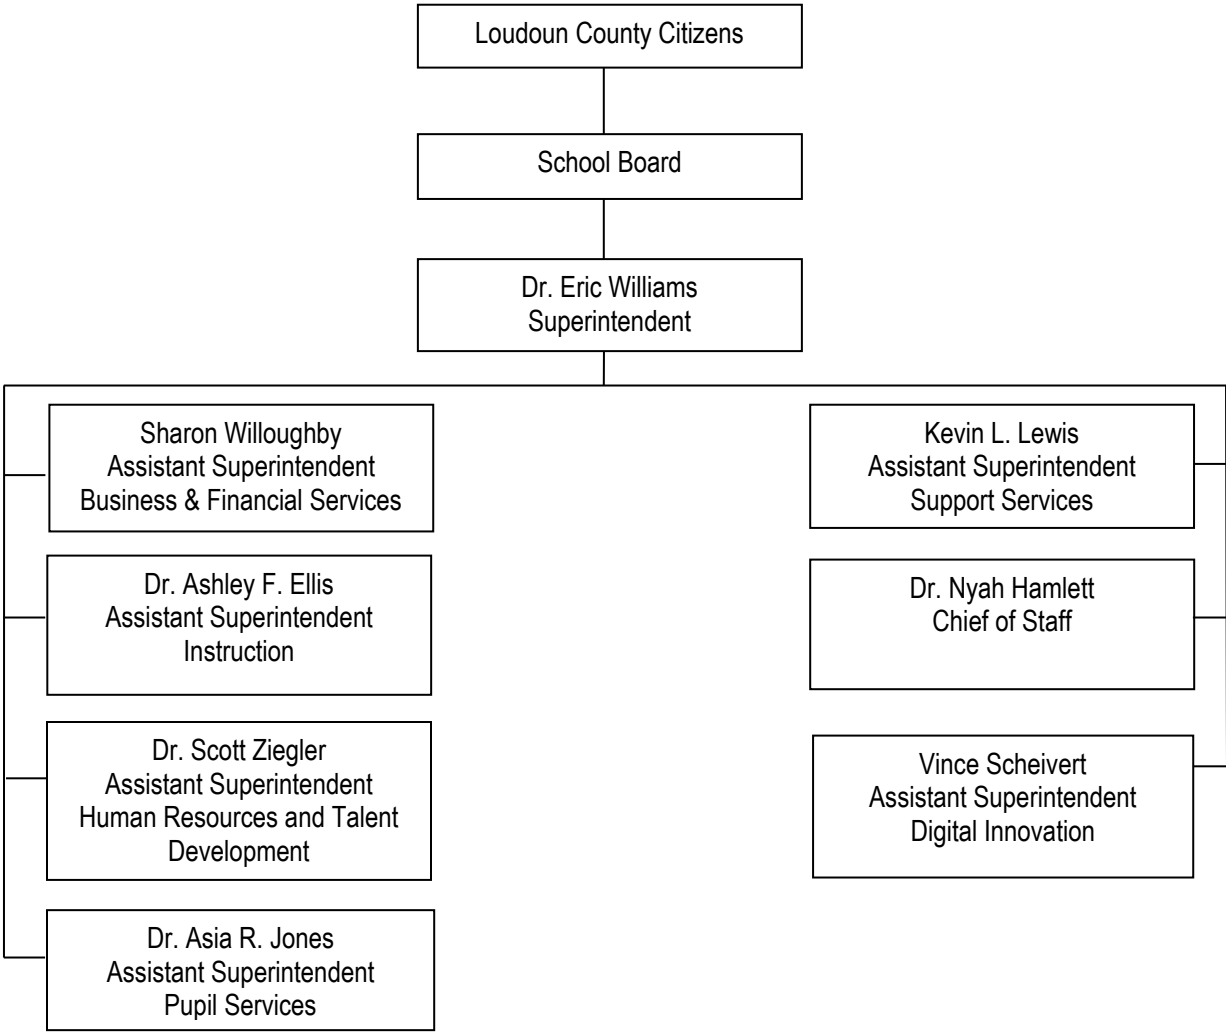 Loudoun County Citizens
School Board
Dr. Eric Williams
Superintendent
Sharon Willoughby
Assistant Superintendent
Business & Financial Services
Dr. Ashley F. Ellis
Assistant Superintendent
Instruction
Dr. Scott Ziegler
Assistant Superintendent
Human Resources and Talent
Development
Dr. Asia R. Jones
Assistant Superintendent
Pupil Services
Kevin L. Lewis
Assistant Superintendent
Support Services
Dr. Nyah Hamlett
Chief of Staff
Vince Scheivert
Assistant Superintendent
Digital Innovation